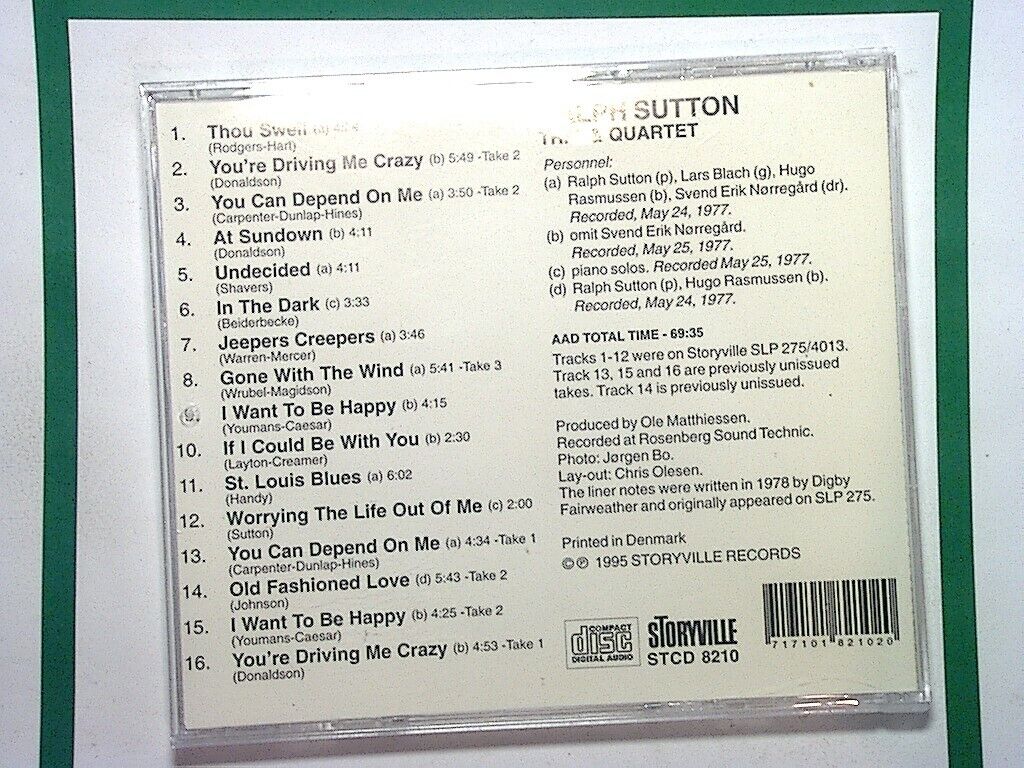 1. Thou Swell (a)
(Rodgers-Hart)
2. You're Driving Me Crazy (b) 5:49 -Take 2
(Donaldson)
3. You Can Depend On Me (a) 3:50 -Take 2
(Carpenter-Dunlap-Hines)
4. At Sundown (b) 4:11
(Donaldson)
5. Undecided (a) 4:11
(Shavers)
6. In The Dark (c) 3:33
(Beiderbecke)
7. Jeepers Creepers (a) 3:46
(Warren-Mercer)
8. Gone With The Wind (a) 5:41 -Take 3
(Wrubel-Magidson)
9. I Want To Be Happy (b) 4:15
(Youmans-Caesar)
10. If I Could Be With You (b) 2:30
(Layton-Creamer)
11. St. Louis Blues (a) 6:02
(Handy)
12. Worrying The Life Out Of Me (c) 2:00
(Sutton)
13. You Can Depend On Me (a) 4:34 -Take 1
(Carpenter-Dunlap-Hines)
14. Old Fashioned Love (d) 5:43 -Take 2
(Johnson)
15. I Want To Be Happy (b) 4:25 -Take 2
(Youmans-Caesar)
16. You're Driving Me Crazy (b) 4:53 -Take 1
(Donaldson)
RALPH SUTTON
QUARTET
Personnel:
(a) Ralph Sutton (p), Lars Blach (g), Hugo
Rasmussen (b), Svend Erik Nørregård (dr).
Recorded, May 24, 1977.
(b) omit Svend Erik Nørregård.
Recorded, May 25, 1977.
(c) piano solos. Recorded May 25, 1977.
(d) Ralph Sutton (p), Hugo Rasmussen (b).
Recorded, May 24, 1977.
AAD TOTAL TIME - 69:35
Tracks 1-12 were on Storyville SLP 275/4013.
Track 13, 15 and 16 are previously unissued
takes. Track 14 is previously unissued.
Produced by Ole Matthiessen.
Recorded at Rosenberg Sound Technic.
Photo: Jørgen Bo.
Lay-out: Chris Olesen.
The liner notes were written in 1978 by Digby
Fairweather and originally appeared on SLP 275.
Printed in Denmark
© ℗ 1995 STORYVILLE RECORDS
COMPACT
disc
DIGITAL AUDIO
STORYVILLE
STCD 8210
717101 821020